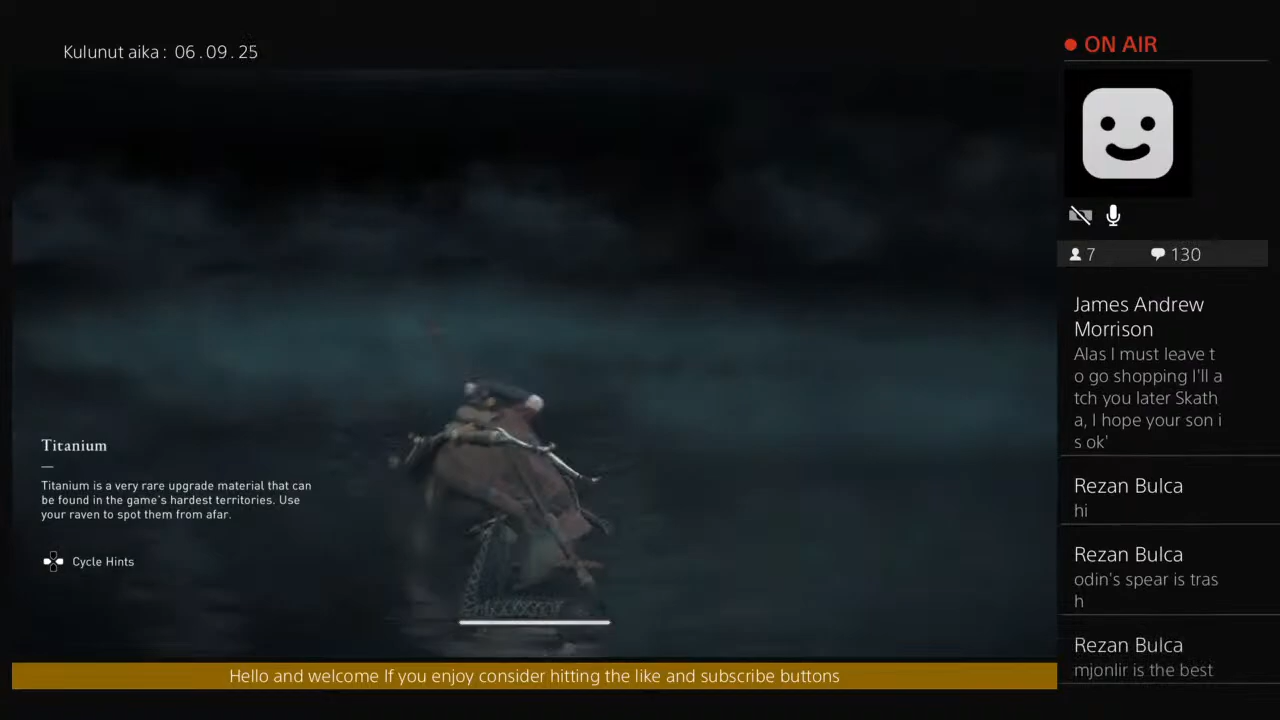 Kulunut aika : 06.09.25
ON AIR
7 130
James Andrew
Morrison
Alas I must leave t
o go shopping I'll a
tch you later Skath
a, I hope your son i
s ok'
Rezan Bulca
hi
Rezan Bulca
odin's spear is tras
h
Rezan Bulca
mjonlir is the best
Titanium
Titanium is a very rare upgrade material that can
be found in the game's hardest territories. Use
your raven to spot them from afar.
Cycle Hints
Hello and welcome If you enjoy consider hitting the like and subscribe buttons